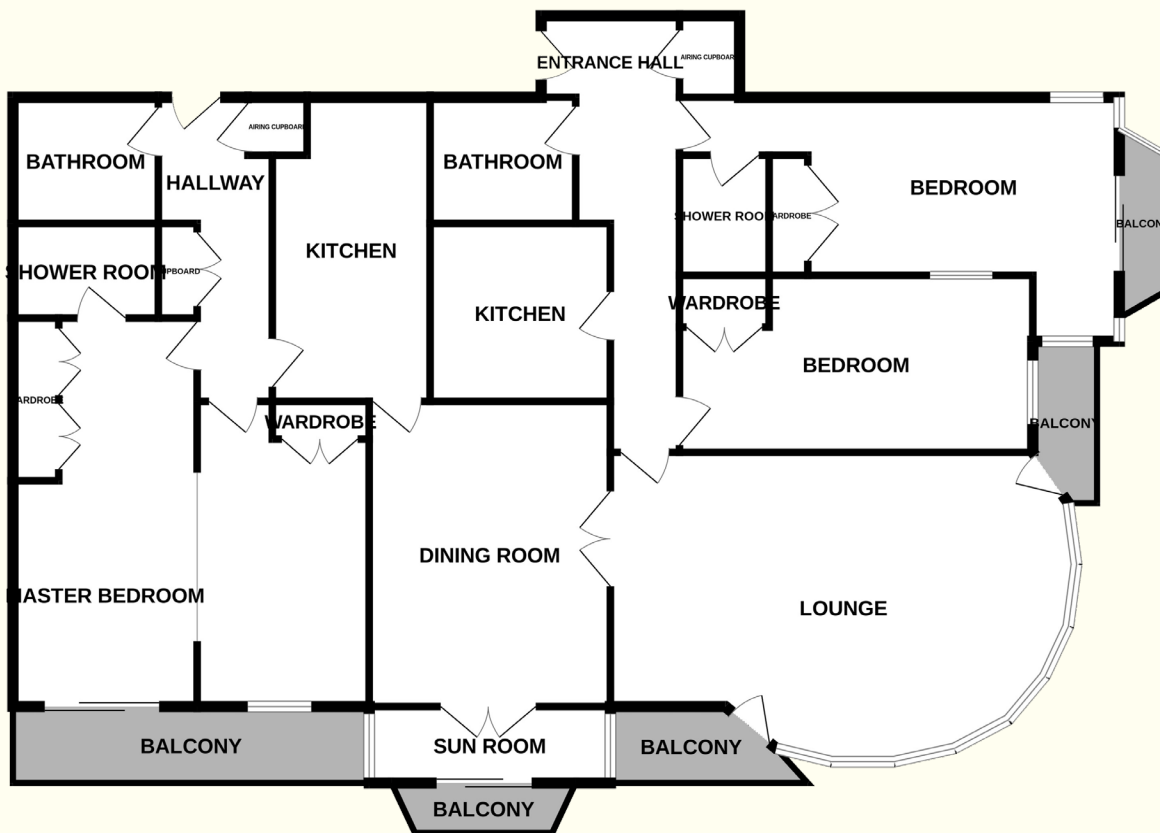 ENTRANCE HALL
AIRING CUPBOARD
AIRING CUPBOARD
BATHROOM
HALLWAY
BATHROOM
BEDROOM
SHOWER ROOM
WARDROBE
BALCONY
KITCHEN
SHOWER ROOM
CUPBOARD
KITCHEN
WARDROBE
BEDROOM
WARDROBE
WARDROBE
BALCONY
DINING ROOM
MASTER BEDROOM
LOUNGE
BALCONY
SUN ROOM
BALCONY
BALCONY